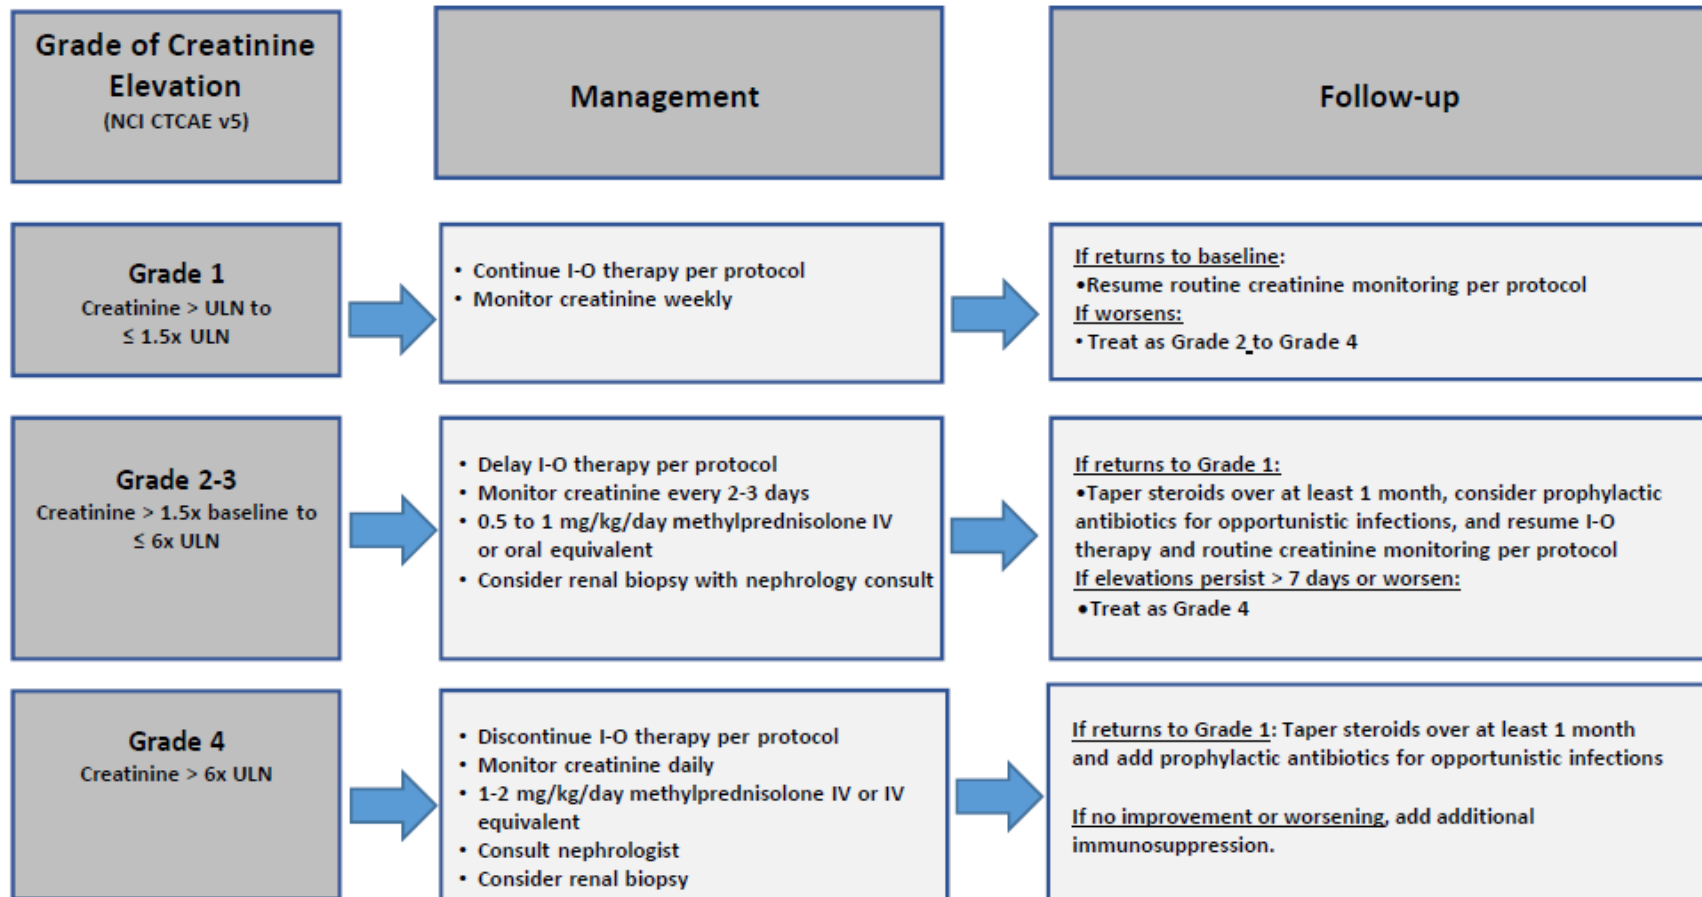 Grade of Creatinine
Elevation
(NCI CTCAE v5)
Management
Follow-up
Grade 1
Creatinine > ULN to
≤ 1.5x ULN
• Continue I-O therapy per protocol
• Monitor creatinine weekly
If returns to baseline:
•Resume routine creatinine monitoring per protocol
If worsens:
• Treat as Grade 2 to Grade 4
Grade 2-3
Creatinine > 1.5x baseline to
≤ 6x ULN
• Delay I-O therapy per protocol
• Monitor creatinine every 2-3 days
• 0.5 to 1 mg/kg/day methylprednisolone IV
or oral equivalent
• Consider renal biopsy with nephrology consult
If returns to Grade 1:
•Taper steroids over at least 1 month, consider prophylactic
antibiotics for opportunistic infections, and resume I-O
therapy and routine creatinine monitoring per protocol
If elevations persist > 7 days or worsen:
•Treat as Grade 4
Grade 4
Creatinine > 6x ULN
• Discontinue I-O therapy per protocol
• Monitor creatinine daily
• 1-2 mg/kg/day methylprednisolone IV or IV
equivalent
• Consult nephrologist
• Consider renal biopsy
If returns to Grade 1: Taper steroids over at least 1 month
and add prophylactic antibiotics for opportunistic infections
If no improvement or worsening, add additional
immunosuppression.